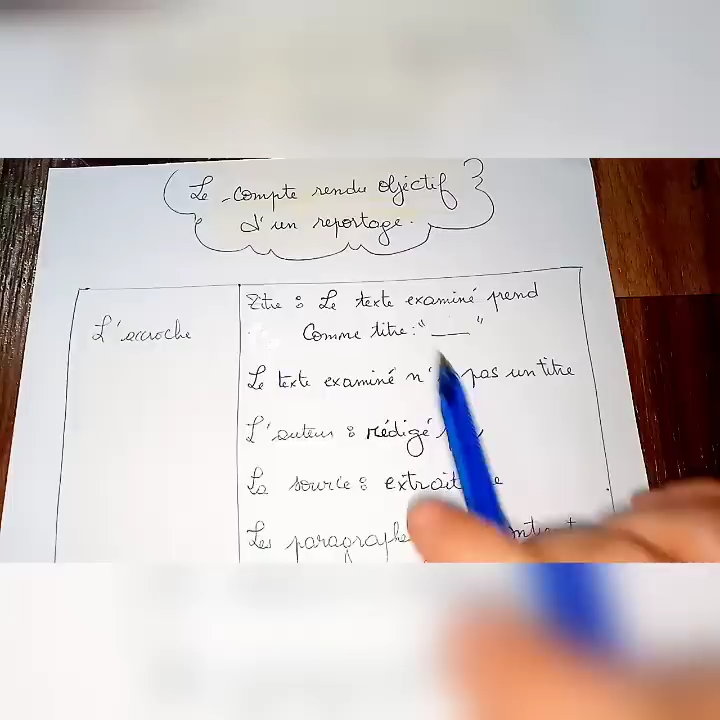 Le compte rendu objectif
d'un reportage.
L'accroche
Titre : Le texte examiné prend
Comme titre : " ___ "
Le texte examiné n' pas un titre
L'auteur : rédigé
La source : extrait
Les paragraphe